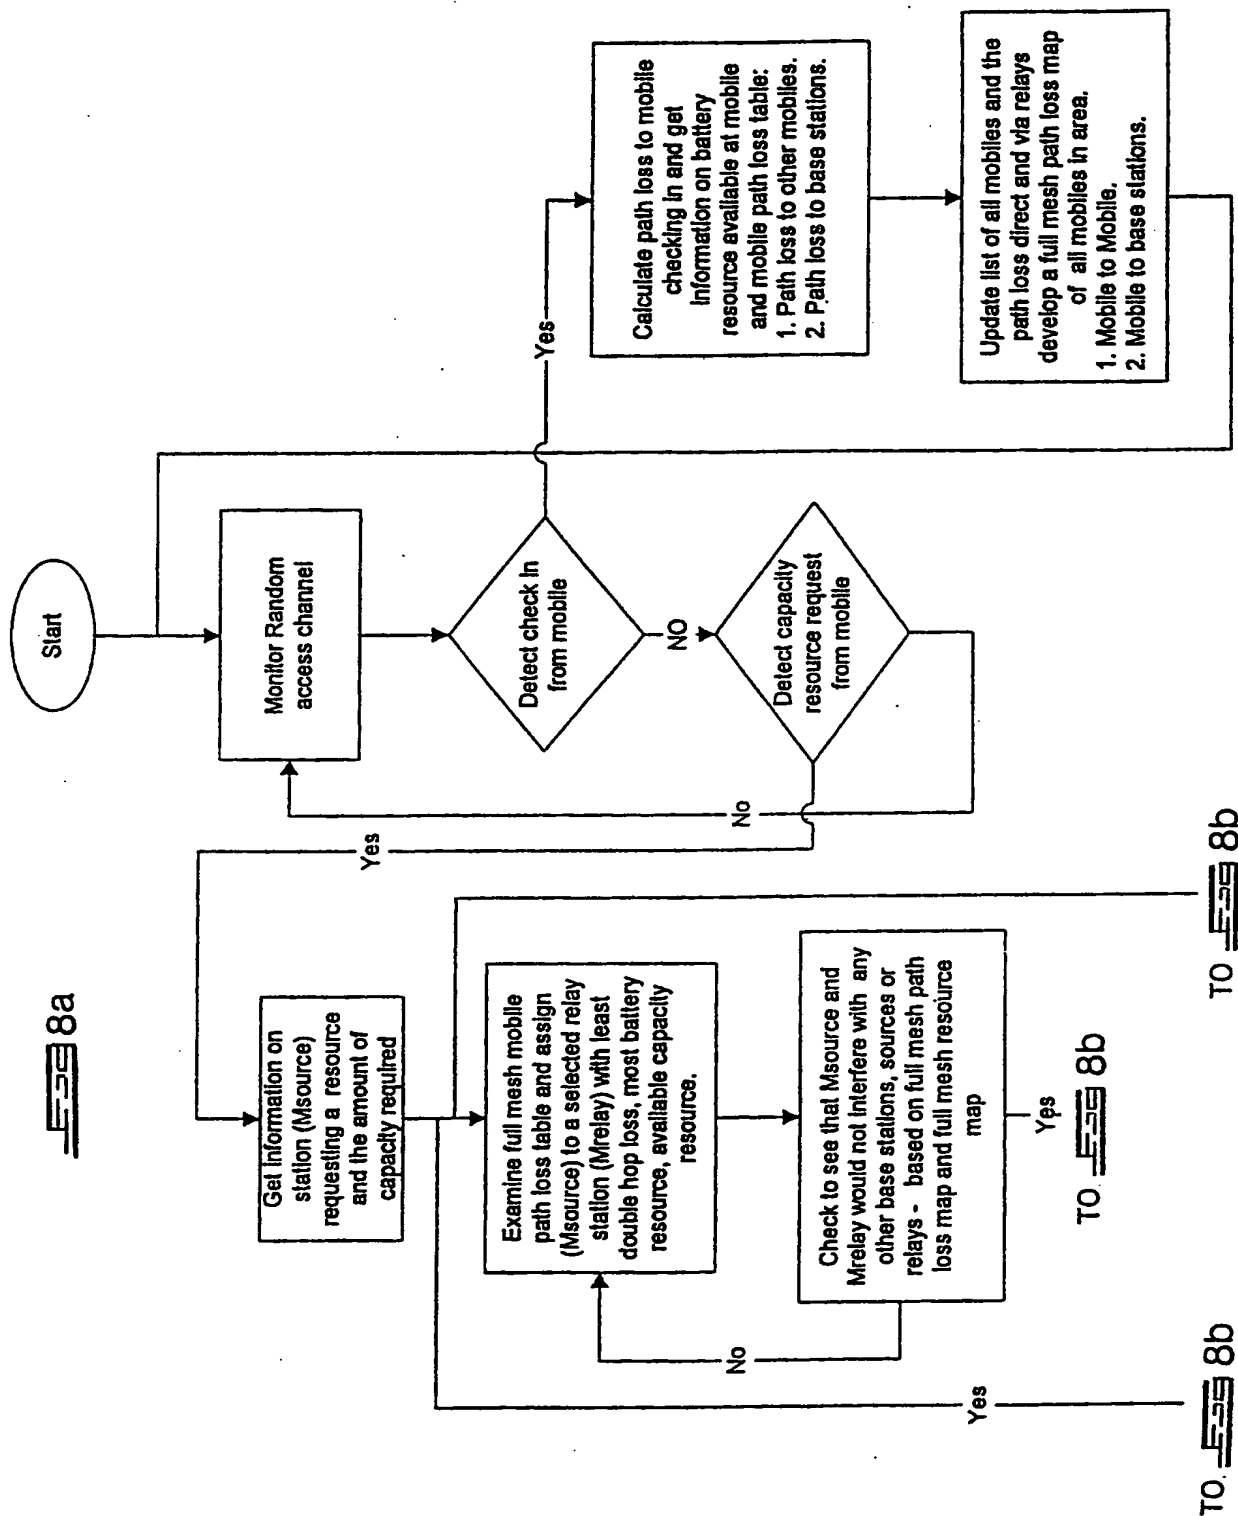 Fig 8a
Start
Monitor Random
access channel
Detect check in
from mobile
Yes
NO
Calculate path loss to mobile
checking in and get
information on battery
resource available at mobile
and mobile path loss table:
1. Path loss to other mobiles.
2. Path loss to base stations.
Update list of all mobiles and the
path loss direct and via relays
develop a full mesh path loss map
of all mobiles in area.
1. Mobile to Mobile.
2. Mobile to base stations.
Detect capacity
resource request
from mobile
No
Yes
Get information on
station (Msource)
requesting a resource
and the amount of
capacity required
Examine full mesh mobile
path loss table and assign
(Msource) to a selected relay
station (Mrelay) with least
double hop loss, most battery
resource, available capacity
resource.
Check to see that Msource and
Mrelay would not interfere with any
other base stations, sources or
relays - based on full mesh path
loss map and full mesh resource
map
No
Yes
Yes
TO Fig 8b
TO Fig 8b
TO. Fig 8b